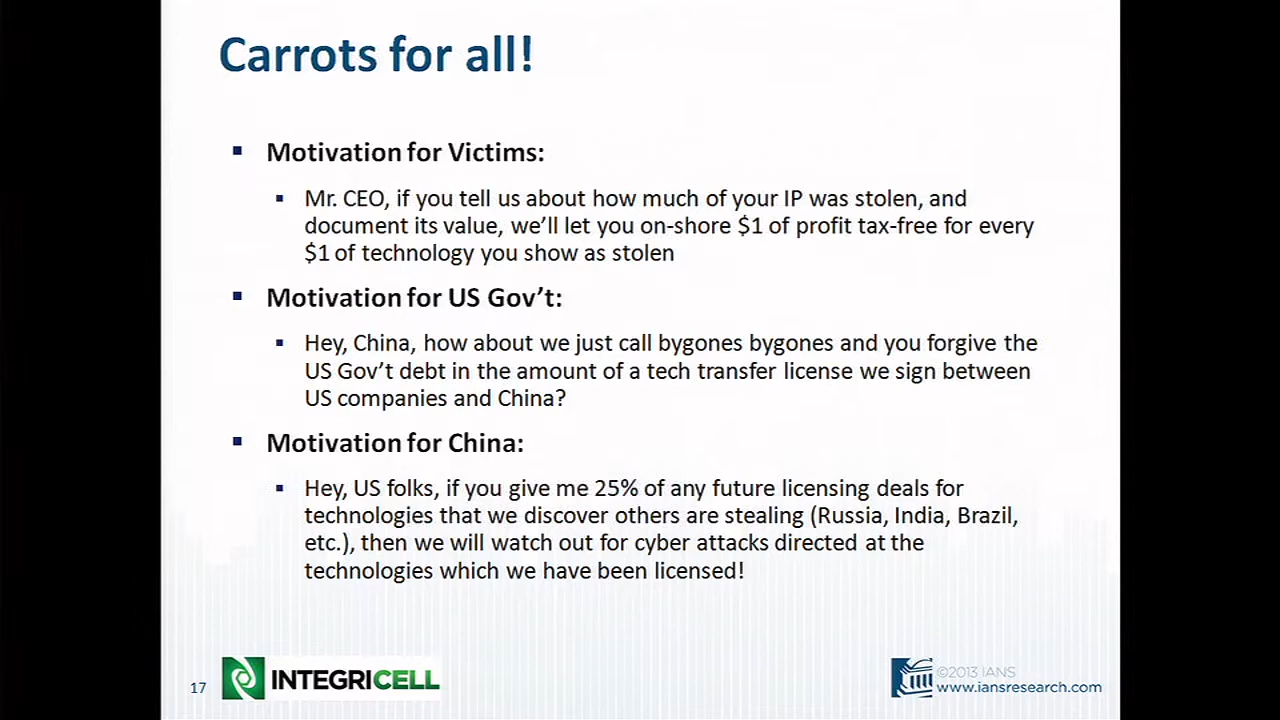 Carrots for all!
Motivation for Victims:
Mr. CEO, if you tell us about how much of your IP was stolen, and
document its value, we’ll let you on-shore $1 of profit tax-free for every
$1 of technology you show as stolen
Motivation for US Gov’t:
Hey, China, how about we just call bygones bygones and you forgive the
US Gov’t debt in the amount of a tech transfer license we sign between
US companies and China?
Motivation for China:
Hey, US folks, if you give me 25% of any future licensing deals for
technologies that we discover others are stealing (Russia, India, Brazil,
etc.), then we will watch out for cyber attacks directed at the
technologies which we have been licensed!
17
INTEGRICELL
©2013 IANS
www.iansresearch.com